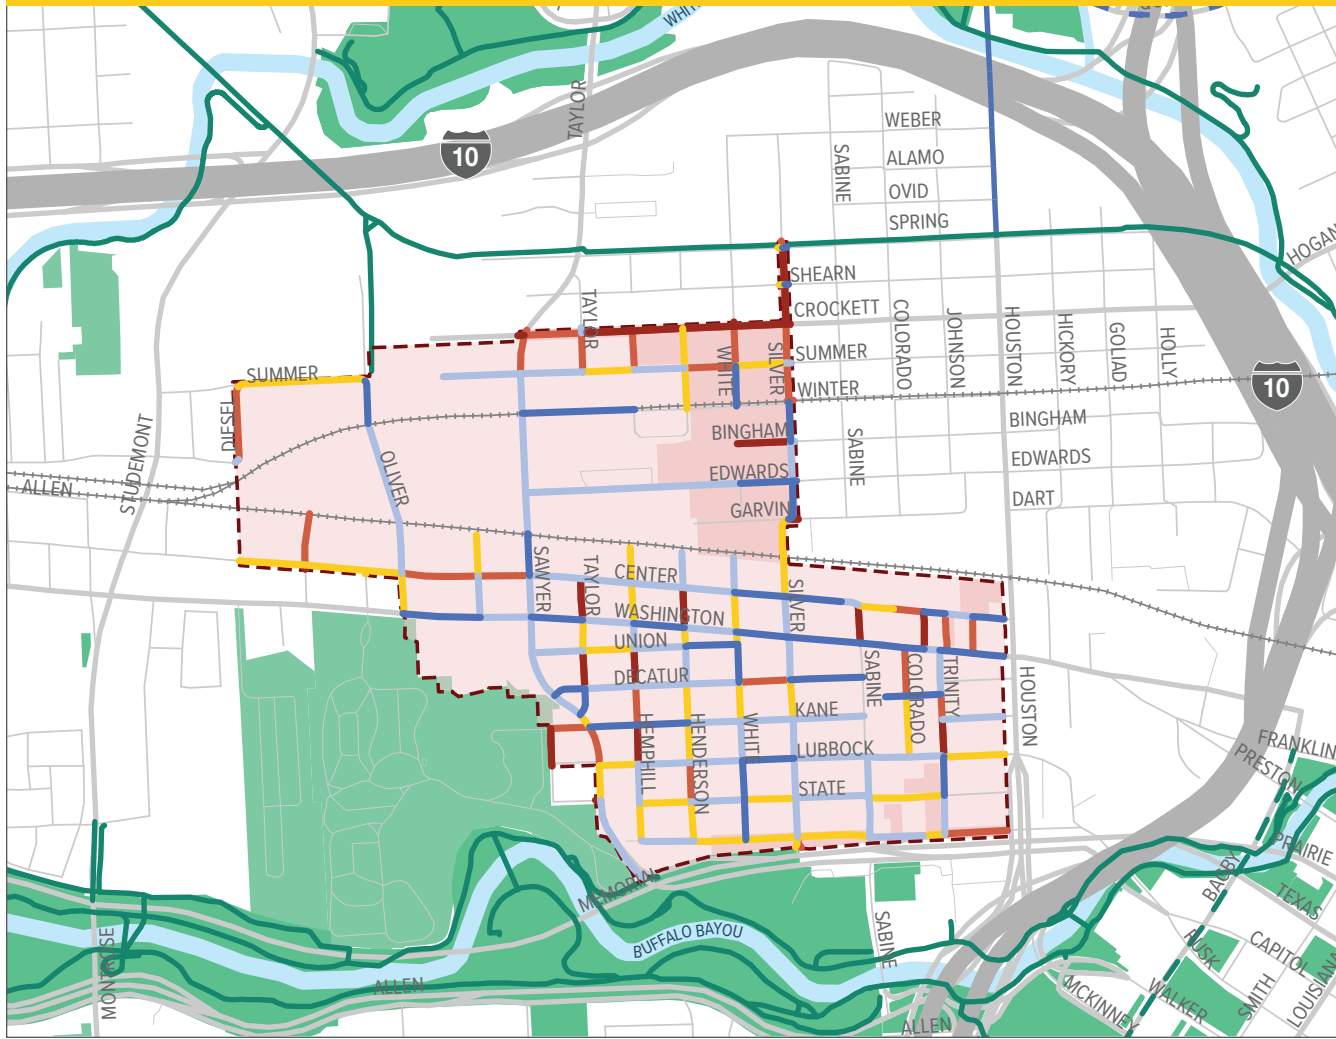 WHIT
TAYLOR
10
WEBER
SABINE
ALAMO
OVID
SPRING
HOGAN
SHEARN
CROCKETT
TAYLOR
COLORADO
JOHNSON
HOUSTON
HICKORY
GOLIAD
HOLLY
SUMMER
WHITE
SILVER
SUMMER
WINTER
10
DIESEL
STUDEMONT
BINGHAM
BINGHAM
SABINE
OLIVER
EDWARDS
EDWARDS
ALLEN
GARVIN
DART
SAWYER
TAYLOR
CENTER
SILVER
WASHINGTON
UNION
DECATUR
SABINE
COLORADO
TRINITY
HOUSTON
KANE
HEMPHILL
HENDERSON
WHITE
LUBBOCK
STATE
FRANKLIN
PRESTON
PRAIRIE
BAGBY
TEXAS
MEMORIAL
BUFFALO BAYOU
SABINE
RUSK
CAPITOL
MONTROSE
ALLEN
MCKINNEY
WALKER
SMITH
LOUISIANA
ALLEN